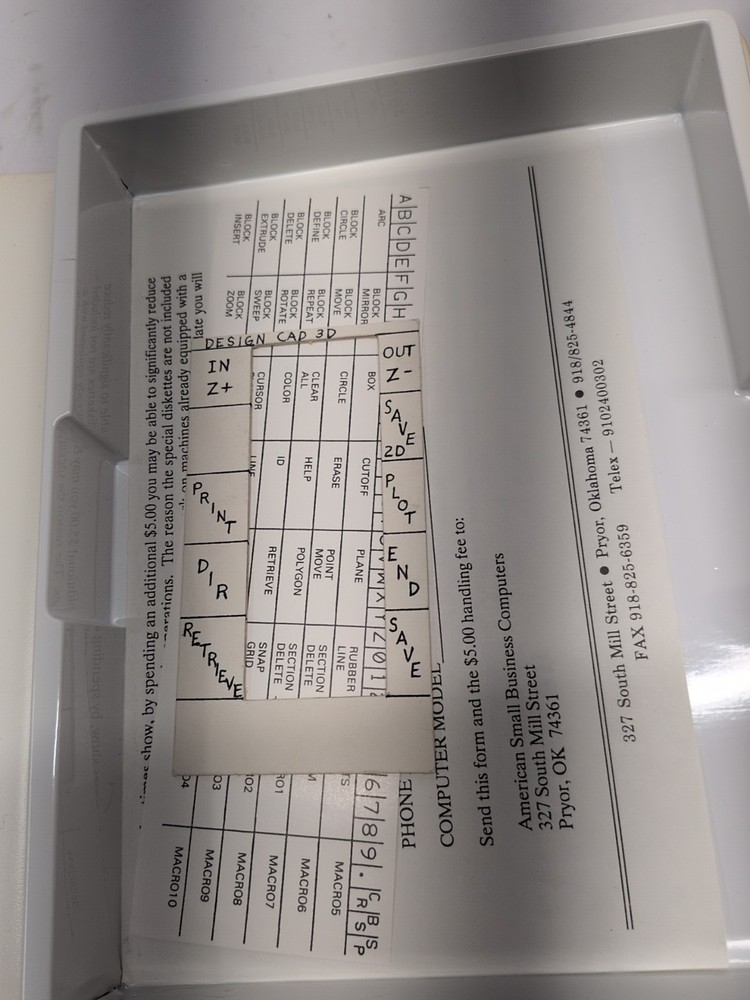 DESIGN CAP 3D
OUT
Z-
SAVE
2D
PLOT
END
SAVE
IN
Z+
PRINT
DIR
RETRIEVE
A B C D E F G H
ARC
BLOCK
CIRCLE
BLOCK
DEFINE
BLOCK
DELETE
BLOCK
EXTRUDE
BLOCK
INSERT
BLOCK
MIRROR
BLOCK
MOVE
BLOCK
REPEAT
BLOCK
ROTATE
BLOCK
SWEEP
BLOCK
ZOOM
BOX
CIRCLE
CLEAR
ALL
COLOR
CURSOR
CUTOFF
ERASE
HELP
ID
LINE
PLANE
POINT
MOVE
POLYGON
RETRIEVE
RUBBER
LINE
SECTION
DELETE
SECTION
DELETE
SNAP
GRID
W X Y Z 0 1
6 7 8 9 . C R B S S P
MACRO5
MACRO6
MACRO7
MACRO8
MACRO9
MACRO10
late you will
machines already equipped with a
The reason the special diskettes are not included
show, by spending an additional $5.00 you may be able to significantly reduce
PHONE
COMPUTER MODEL
Send this form and the $5.00 handling fee to:
American Small Business Computers
327 South Mill Street
Pryor, OK 74361
327 South Mill Street ● Pryor, Oklahoma 74361 ● 918/825-4844
FAX 918-825-6359 Telex — 9102400302